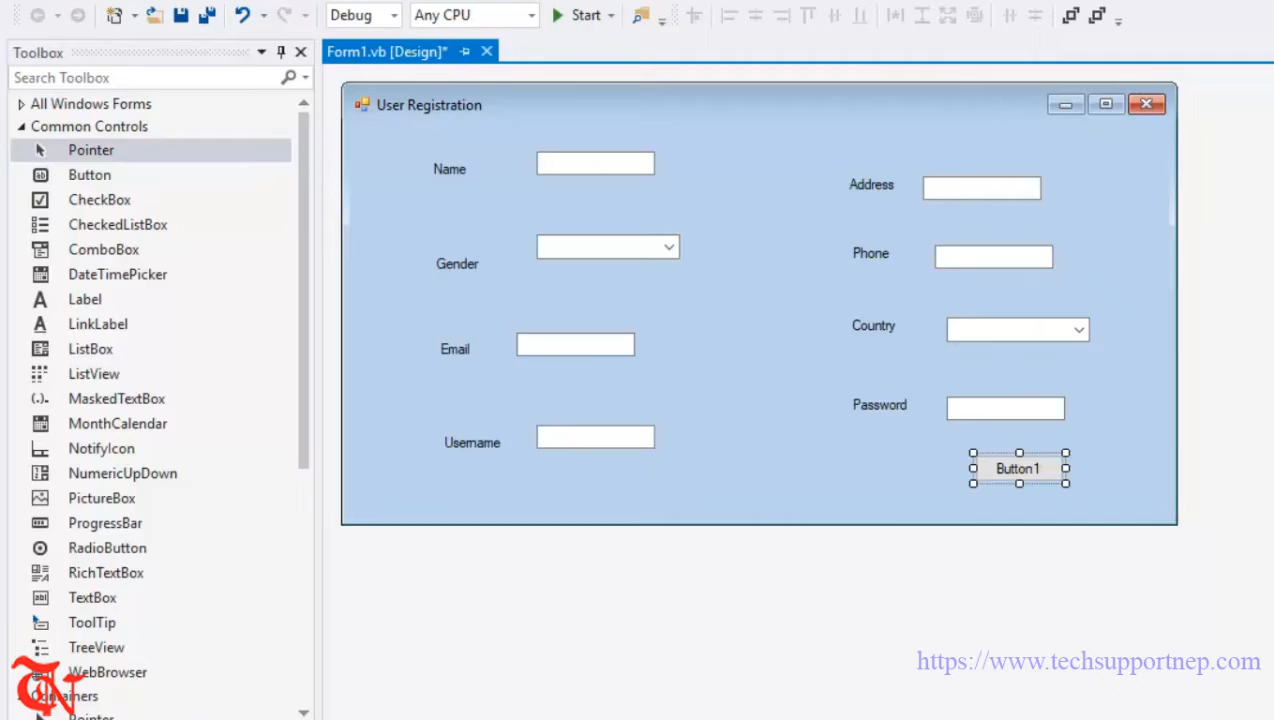 Debug
Any CPU
Start
Toolbox
Form1.vb [Design]*
Search Toolbox
All Windows Forms
Common Controls
Pointer
Button
CheckBox
CheckedListBox
ComboBox
DateTimePicker
Label
LinkLabel
ListBox
ListView
MaskedTextBox
MonthCalendar
NotifyIcon
NumericUpDown
PictureBox
ProgressBar
RadioButton
RichTextBox
TextBox
ToolTip
TreeView
WebBrowser
Containers
Pointer
User Registration
Name
Address
Gender
Phone
Email
Country
Username
Password
Button1
https://www.techsupportnep.com